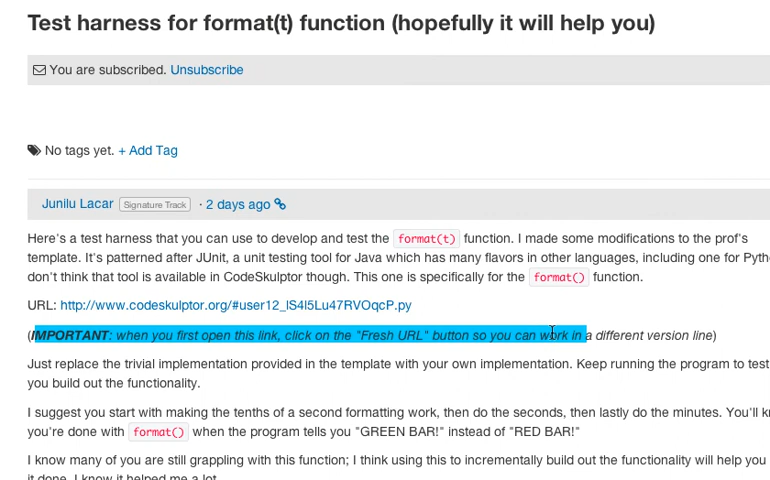 Test harness for format(t) function (hopefully it will help you)
You are subscribed. Unsubscribe
No tags yet. + Add Tag
Junilu Lacar Signature Track · 2 days ago
Here's a test harness that you can use to develop and test the format(t) function. I made some modifications to the prof's
template. It's patterned after JUnit, a unit testing tool for Java which has many flavors in other languages, including one for
don't think that tool is available in CodeSkulptor though. This one is specifically for the format() function.
URL: http://www.codeskulptor.org/#user12_lS4l5Lu47RVOqcP.py
(IMPORTANT: when you first open this link, click on the "Fresh URL" button so you can work in a different version line)
Just replace the trivial implementation provided in the template with your own implementation. Keep running the program to test
you build out the functionality.
I suggest you start with making the tenths of a second formatting work, then do the seconds, then lastly do the minutes. You'll
you're done with format() when the program tells you "GREEN BAR!" instead of "RED BAR!"
I know many of you are still grappling with this function; I think using this to incrementally build out the functionality will help you
it done. I know it helped me a lot.